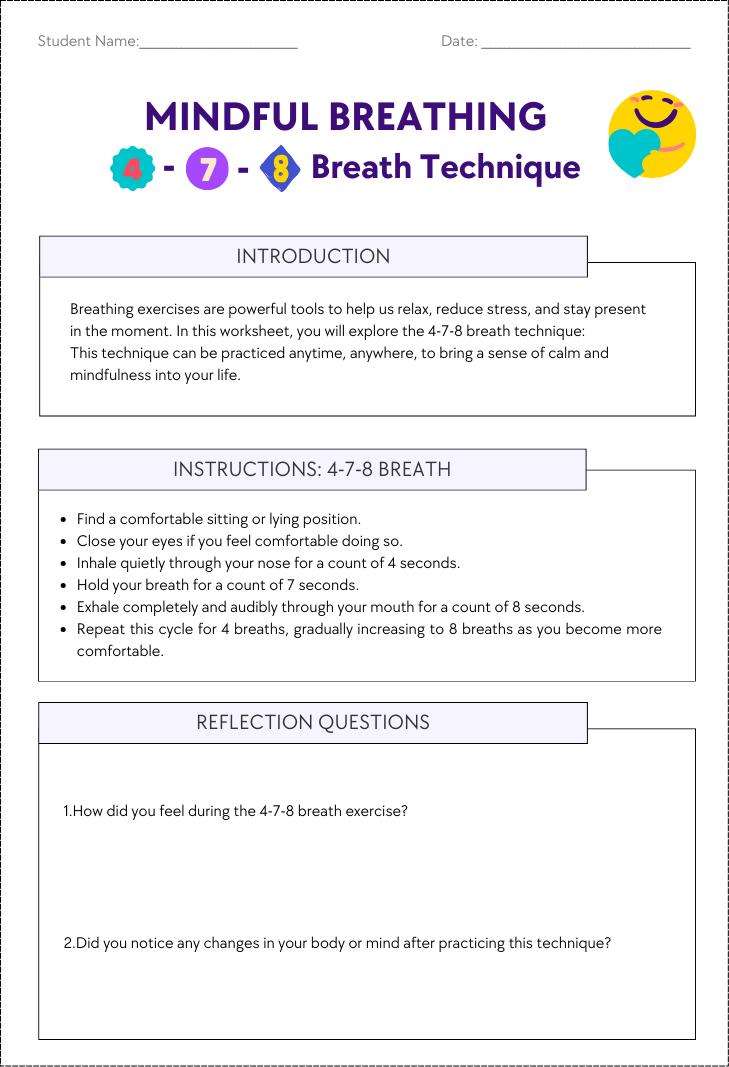 Student Name:____________________ Date: __________________________
MINDFUL BREATHING
4 - 7 - 8 Breath Technique
INTRODUCTION
Breathing exercises are powerful tools to help us relax, reduce stress, and stay present
in the moment. In this worksheet, you will explore the 4-7-8 breath technique:
This technique can be practiced anytime, anywhere, to bring a sense of calm and
mindfulness into your life.
INSTRUCTIONS: 4-7-8 BREATH
• Find a comfortable sitting or lying position.
• Close your eyes if you feel comfortable doing so.
• Inhale quietly through your nose for a count of 4 seconds.
• Hold your breath for a count of 7 seconds.
• Exhale completely and audibly through your mouth for a count of 8 seconds.
• Repeat this cycle for 4 breaths, gradually increasing to 8 breaths as you become more
comfortable.
REFLECTION QUESTIONS
1.How did you feel during the 4-7-8 breath exercise?
2.Did you notice any changes in your body or mind after practicing this technique?